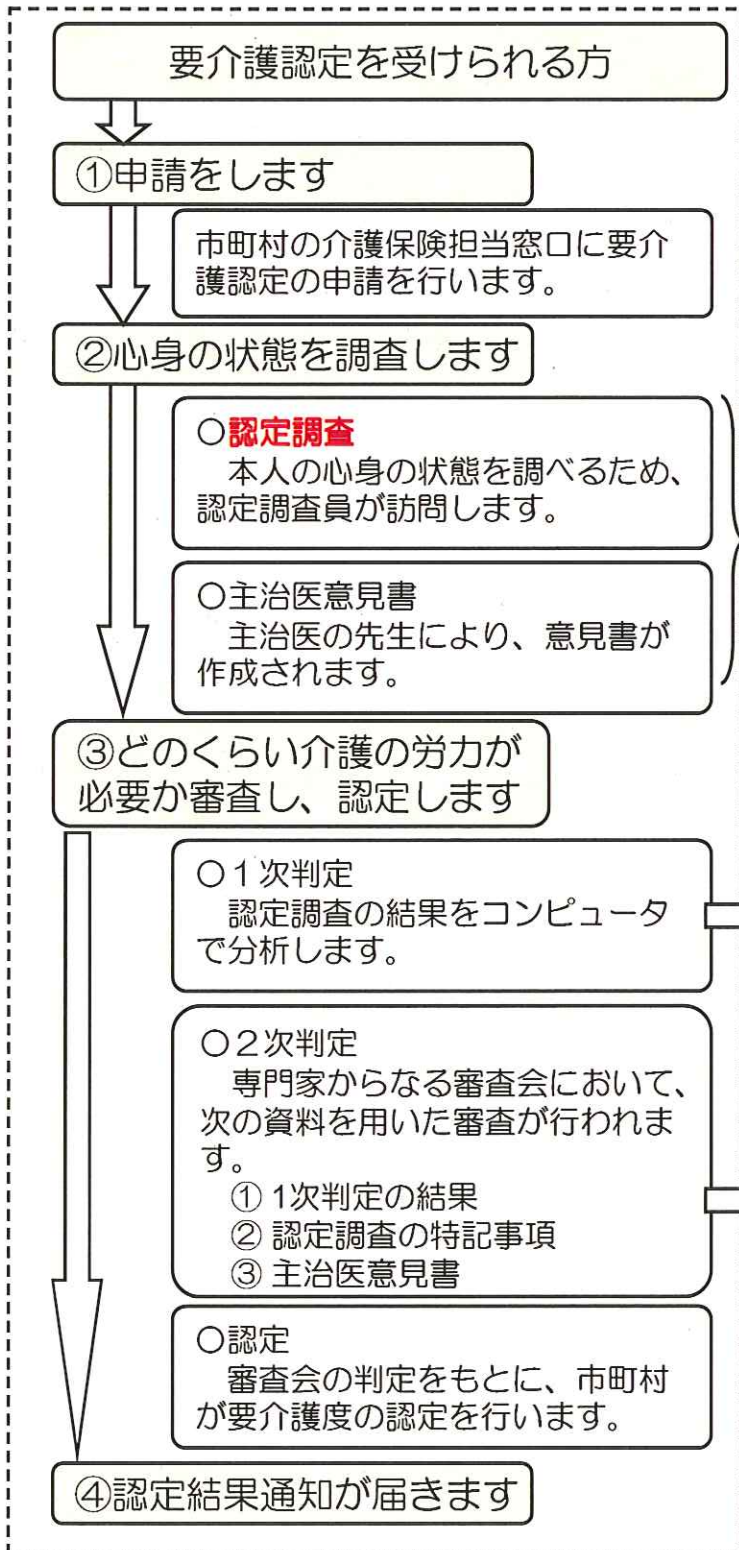 要介護認定を受けられる方
①申請をします
市町村の介護保険担当窓口に要介
護認定の申請を行います。
②心身の状態を調査します
○認定調査
本人の心身の状態を調べるため、
認定調査員が訪問します。
○主治医意見書
主治医の先生により、意見書が
作成されます。
③どのくらい介護の労力が
必要か審査し、認定します
○１次判定
認定調査の結果をコンピュータ
で分析します。
○２次判定
専門家からなる審査会において、
次の資料を用いた審査が行われま
す。
① 1次判定の結果
② 認定調査の特記事項
③ 主治医意見書
○認定
審査会の判定をもとに、市町村
が要介護度の認定を行います。
④認定結果通知が届きます